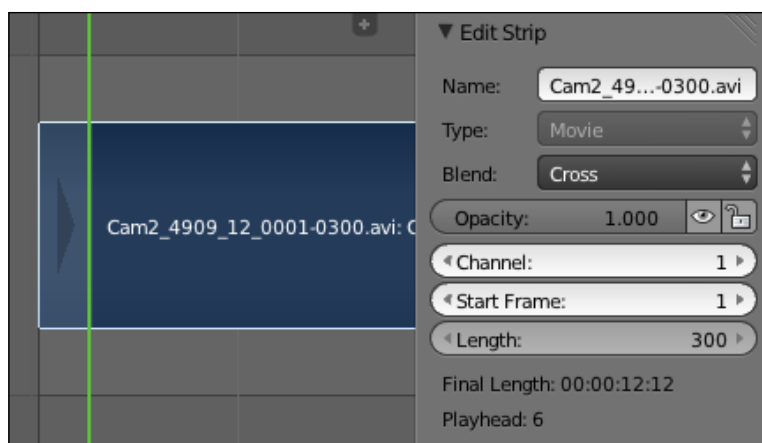 Edit Strip
Name: Cam2_49...-0300.avi
Type: Movie
Blend: Cross
Cam2_4909_12_0001-0300.avi: C
Opacity: 1.000
Channel: 1
Start Frame: 1
Length: 300
Final Length: 00:00:12:12
Playhead: 6